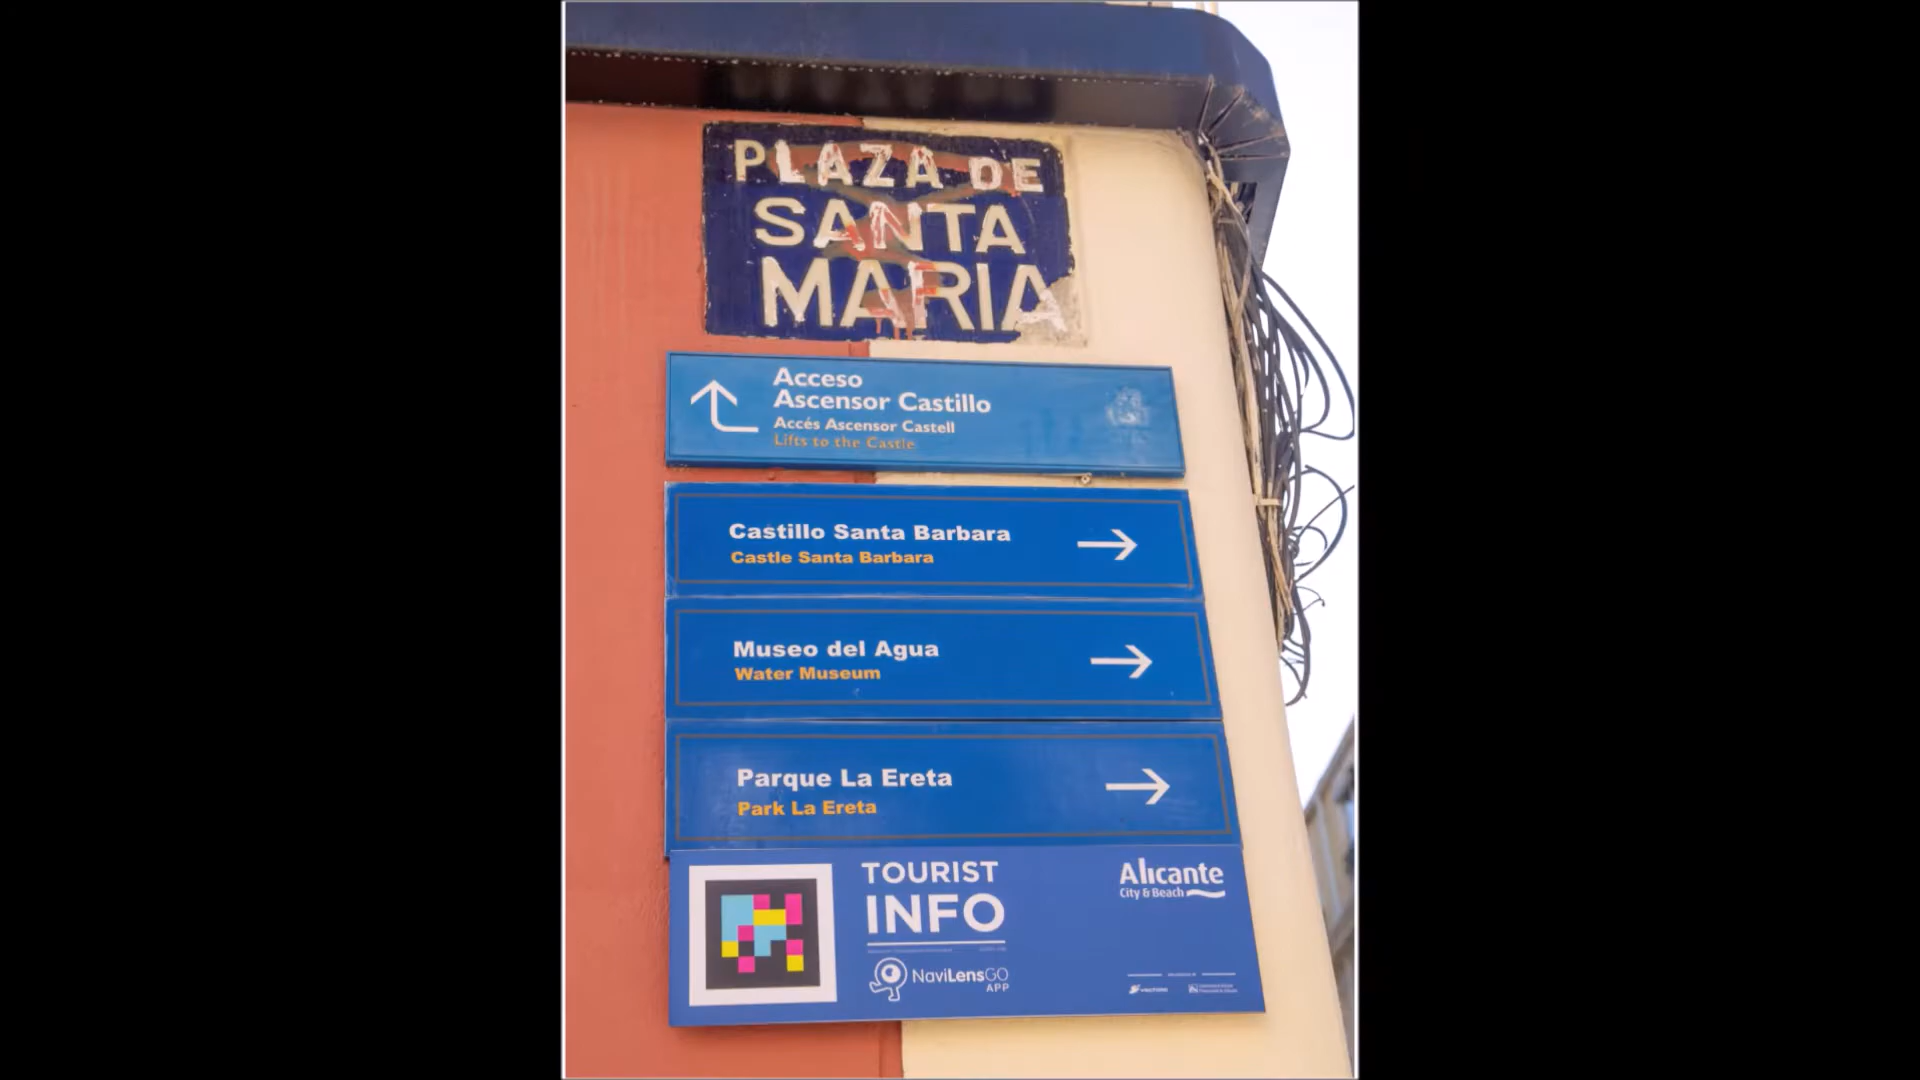 PLAZA DE
SANTA
MARIA
Acceso
Ascensor Castillo
Accés Ascensor Castell
Lifts to the Castle
Castillo Santa Barbara
Castle Santa Barbara
Museo del Agua
Water Museum
Parque La Ereta
Park La Ereta
TOURIST
INFO
NaviLensGO
APP
Alicante
City & Beach